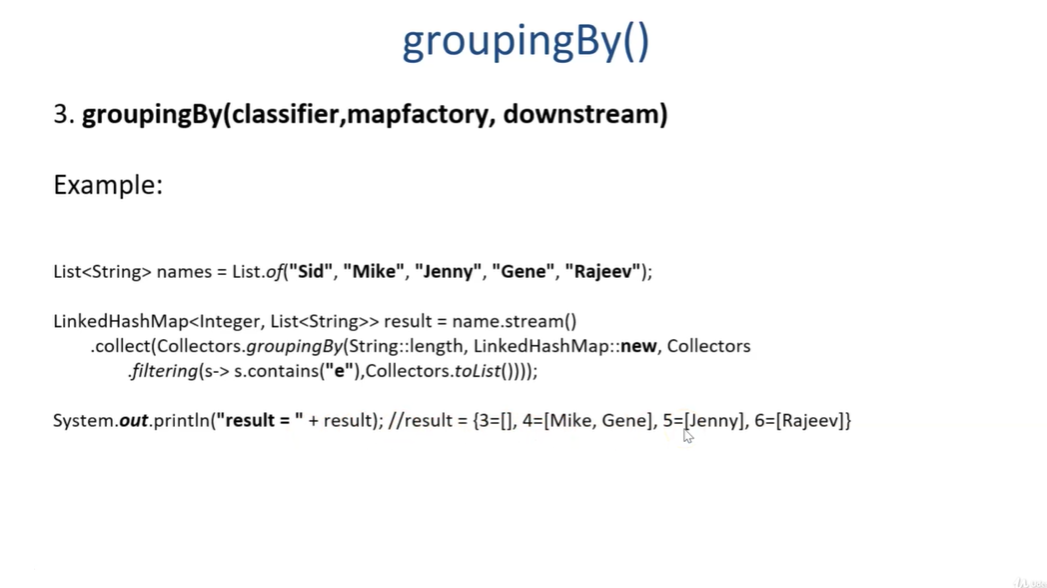 groupingBy()
3. groupingBy(classifier,mapfactory, downstream)
Example:
List<String> names = List.of("Sid", "Mike", "Jenny", "Gene", "Rajeev");
LinkedHashMap<Integer, List<String>> result = name.stream()
.collect(Collectors.groupingBy(String::length, LinkedHashMap::new, Collectors
.filtering(s-> s.contains("e"),Collectors.toList())));
System.out.println("result = " + result); //result = {3=[], 4=[Mike, Gene], 5=[Jenny], 6=[Rajeev]}